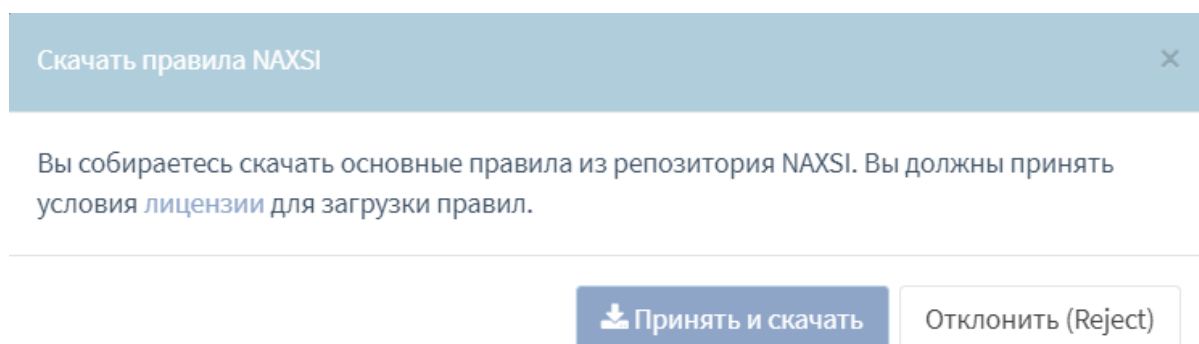 Скачать правила NAXSI
×
Вы собираетесь скачать основные правила из репозитория NAXSI. Вы должны принять
условия лицензии для загрузки правил.
Принять и скачать
Отклонить (Reject)